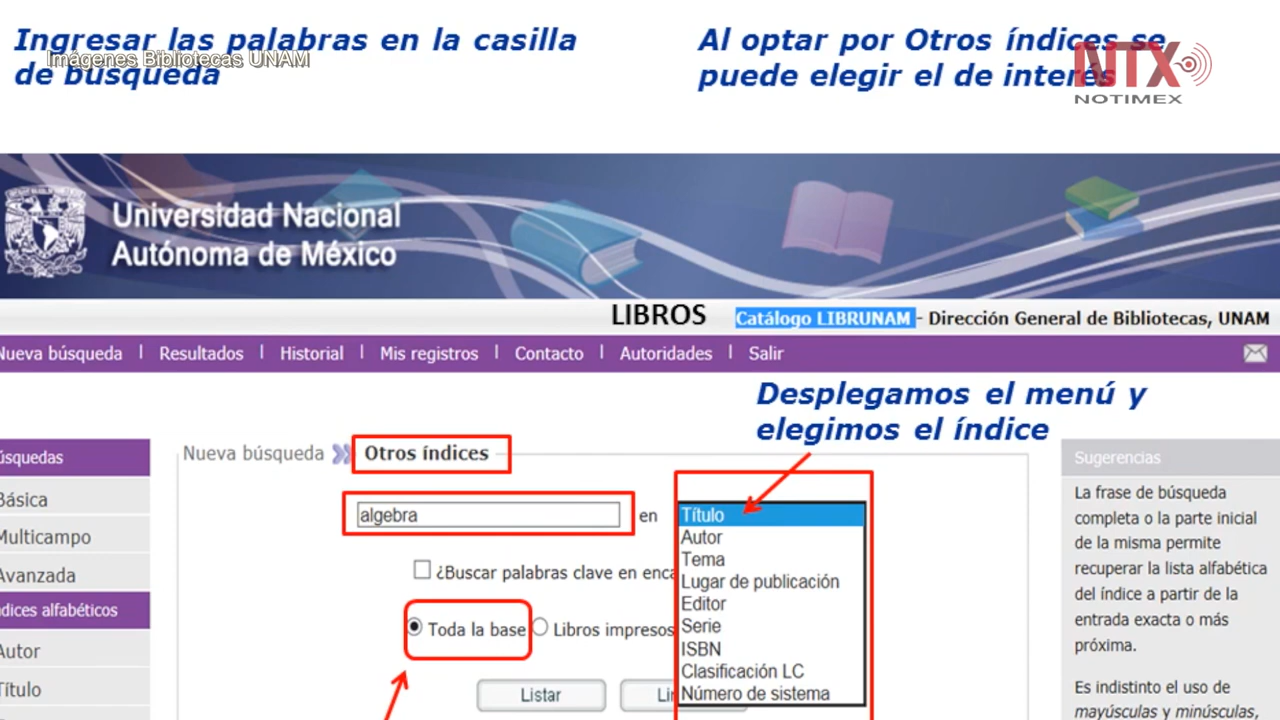 Ingresar las palabras en la casilla
de búsqueda
Imágenes Bibliotecas UNAM
Al optar por Otros índices se
puede elegir el de interés
NTX
NOTIMEX
Universidad Nacional
Autónoma de México
LIBROS Catálogo LIBRUNAM - Dirección General de Bibliotecas, UNAM
Nueva búsqueda | Resultados | Historial | Mis registros | Contacto | Autoridades | Salir
Desplegamos el menú y
elegimos el índice
úsquedas
Básica
Multicampo
Avanzada
ndices alfabéticos
Autor
Título
Nueva búsqueda Otros índices
algebra en
¿Buscar palabras clave en enca
Toda la base Libros impresos
Listar Li
Título
Autor
Tema
Lugar de publicación
Editor
Serie
ISBN
Clasificación LC
Número de sistema
Sugerencias
La frase de búsqueda
completa o la parte inicial
de la misma permite
recuperar la lista alfabética
del índice a partir de la
entrada exacta o más
próxima.
Es indistinto el uso de
mayúsculas y minúsculas,